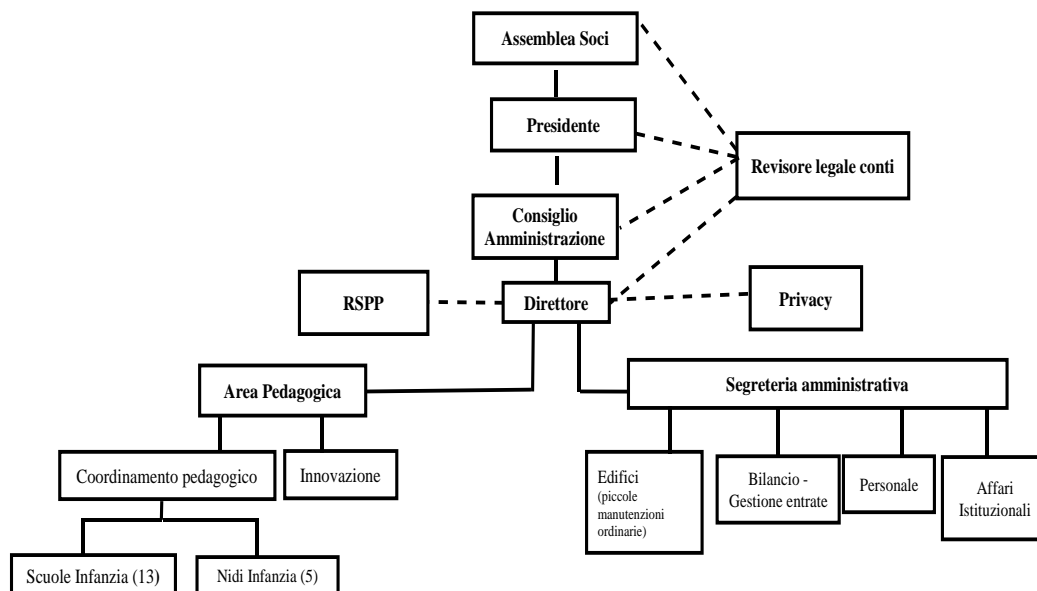 Assemblea Soci
Presidente
Revisore legale conti
Consiglio
Amministrazione
RSPP
Direttore
Privacy
Area Pedagogica
Segreteria amministrativa
Coordinamento pedagogico
Innovazione
Edifici
(piccole
manutenzioni
ordinarie)
Bilancio -
Gestione entrate
Personale
Affari
Istituzionali
Scuole Infanzia (13)
Nidi Infanzia (5)